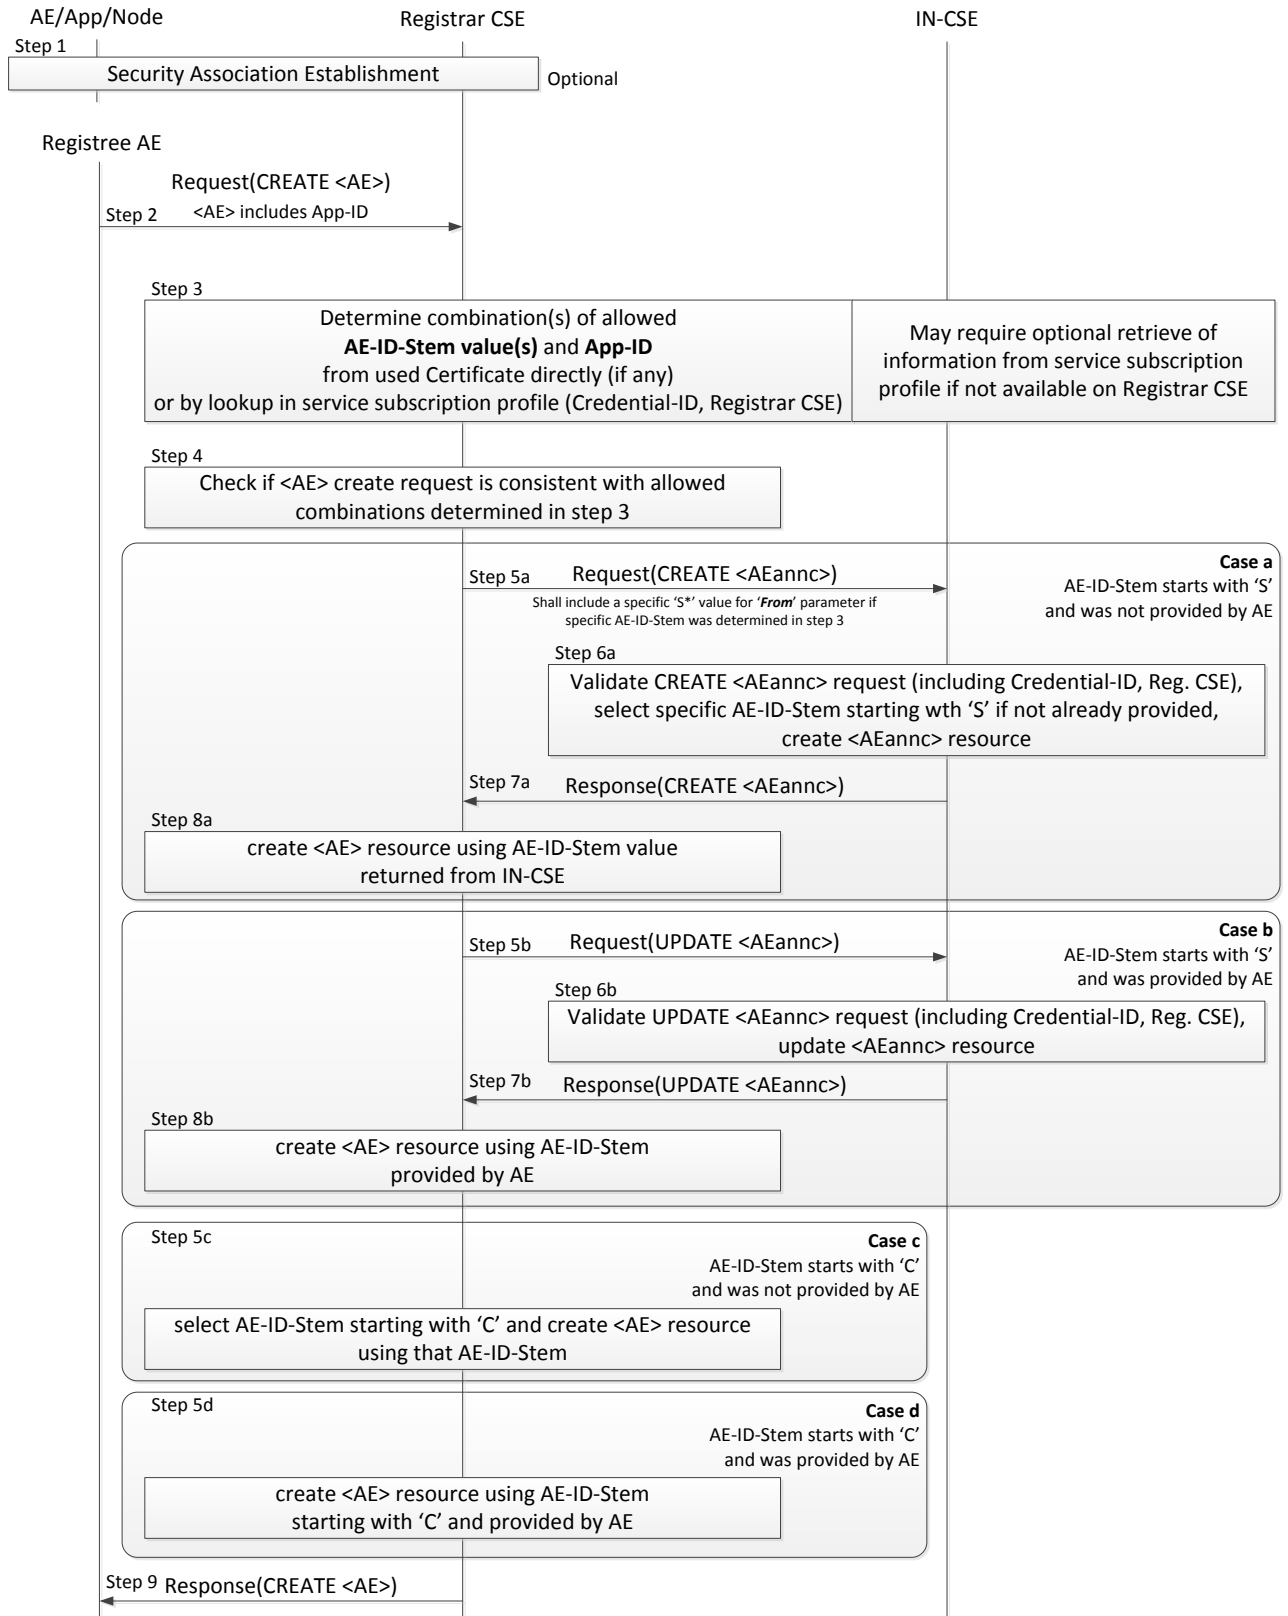 AE/App/Node
Registrar CSE
IN-CSE
Step 1
Security Association Establishment
Optional
Registree AE
Request(CREATE <AE>)
Step 2
<AE> includes App-ID
Step 3
Determine combination(s) of allowed
AE-ID-Stem value(s) and App-ID
from used Certificate directly (if any)
or by lookup in service subscription profile (Credential-ID, Registrar CSE)
May require optional retrieve of
information from service subscription
profile if not available on Registrar CSE
Step 4
Check if <AE> create request is consistent with allowed
combinations determined in step 3
Case a
AE-ID-Stem starts with ‘S’
and was not provided by AE
Step 5a
Request(CREATE <AEannc>)
Shall include a specific ‘S*’ value for ‘From’ parameter if
specific AE-ID-Stem was determined in step 3
Step 6a
Validate CREATE <AEannc> request (including Credential-ID, Reg. CSE),
select specific AE-ID-Stem starting wth ‘S’ if not already provided,
create <AEannc> resource
Step 7a
Response(CREATE <AEannc>)
Step 8a
create <AE> resource using AE-ID-Stem value
returned from IN-CSE
Case b
AE-ID-Stem starts with ‘S’
and was provided by AE
Step 5b
Request(UPDATE <AEannc>)
Step 6b
Validate UPDATE <AEannc> request (including Credential-ID, Reg. CSE),
update <AEannc> resource
Step 7b
Response(UPDATE <AEannc>)
Step 8b
create <AE> resource using AE-ID-Stem
provided by AE
Step 5c
Case c
AE-ID-Stem starts with ‘C’
and was not provided by AE
select AE-ID-Stem starting with ‘C’ and create <AE> resource
using that AE-ID-Stem
Step 5d
Case d
AE-ID-Stem starts with ‘C’
and was provided by AE
create <AE> resource using AE-ID-Stem
starting with ‘C’ and provided by AE
Step 9
Response(CREATE <AE>)